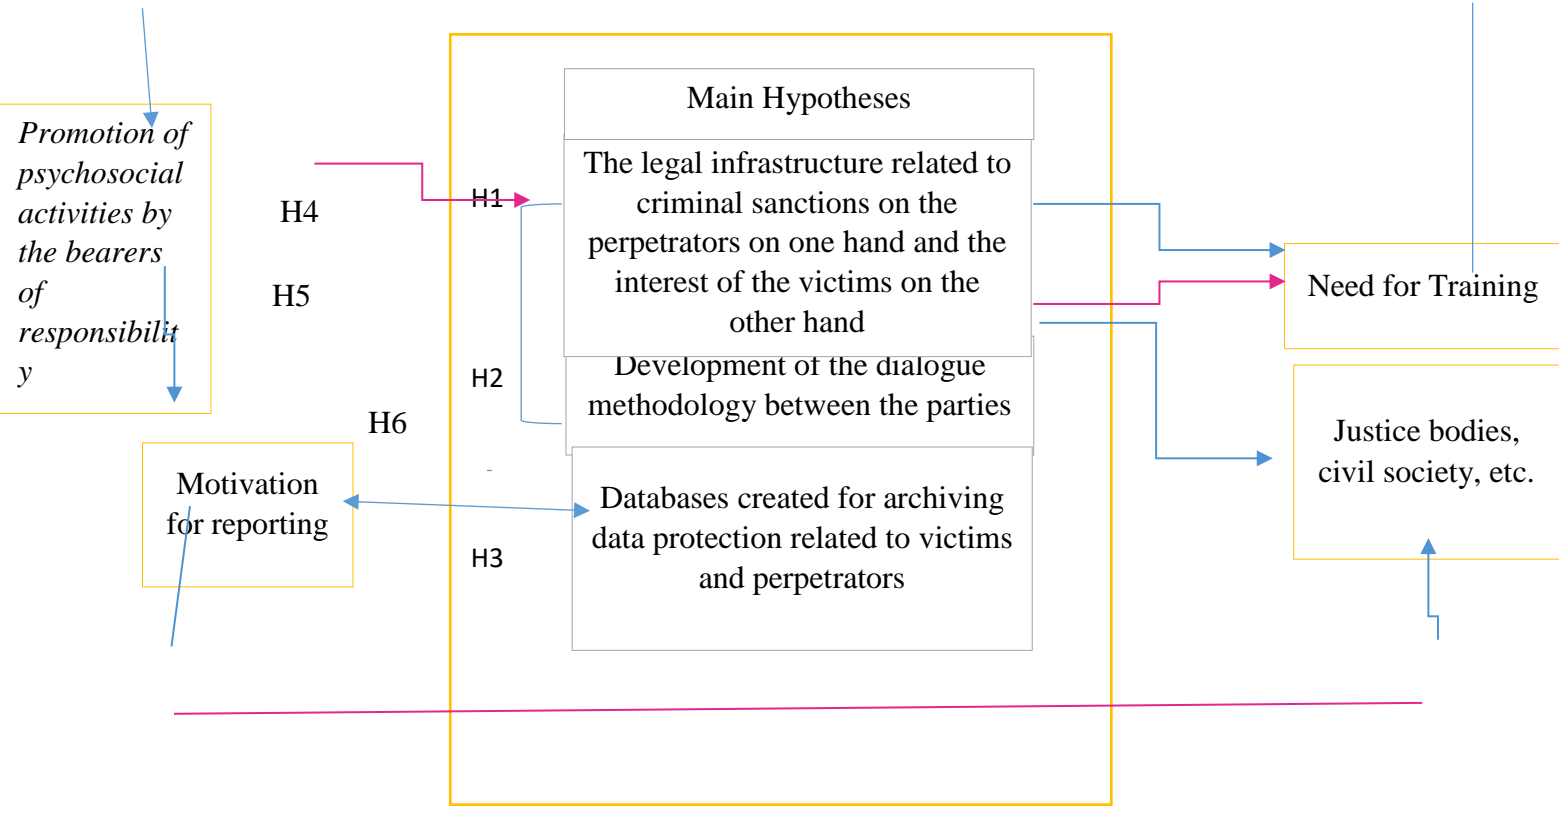 Main Hypotheses
Promotion of
psychosocial
activities by
the bearers
of
responsibilit
y
H4
H5
H6
H1
The legal infrastructure related to
criminal sanctions on the
perpetrators on one hand and the
interest of the victims on the
other hand
H2
Development of the dialogue
methodology between the parties
H3
Databases created for archiving
data protection related to victims
and perpetrators
Motivation
for reporting
Need for Training
Justice bodies,
civil society, etc.